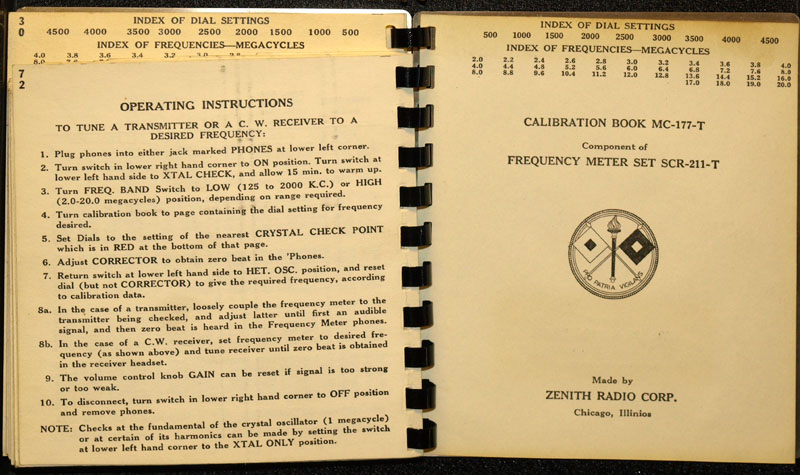 3
0
INDEX OF DIAL SETTINGS
4500 4000 3500 3000 2500 2000 1500 1000 500
INDEX OF FREQUENCIES—MEGACYCLES
4.0 3.8 3.6 3.4 3.2 3.0
8.0
7
2
OPERATING INSTRUCTIONS
TO TUNE A TRANSMITTER OR A C. W. RECEIVER TO A
DESIRED FREQUENCY:
1. Plug phones into either jack marked PHONES at lower left corner.
2. Turn switch in lower right hand corner to ON position. Turn switch at
lower left hand side to XTAL CHECK, and allow 15 min. to warm up.
3. Turn FREQ. BAND Switch to LOW (125 to 2000 K.C.) or HIGH
(2.0-20.0 megacycles) position, depending on range required.
4. Turn calibration book to page containing the dial setting for frequency
desired.
5. Set Dials to the setting of the nearest CRYSTAL CHECK POINT
which is in RED at the bottom of that page.
6. Adjust CORRECTOR to obtain zero beat in the 'Phones.
7. Return switch at lower left hand side to HET. OSC. position, and reset
dial (but not CORRECTOR) to give the required frequency, according
to calibration data.
8a. In the case of a transmitter, loosely couple the frequency meter to the
transmitter being checked, and adjust latter until first an audible
signal, and then zero beat is heard in the Frequency Meter phones.
8b. In the case of a C.W. receiver, set frequency meter to desired fre-
quency (as shown above) and tune receiver until zero beat is obtained
in the receiver headset.
9. The volume control knob GAIN can be reset if signal is too strong
or too weak.
10. To disconnect, turn switch in lower right hand corner to OFF position
and remove phones.
NOTE: Checks at the fundamental of the crystal oscillator (1 megacycle)
or at certain of its harmonics can be made by setting the switch
at lower left hand corner to the XTAL ONLY position.
INDEX OF DIAL SETTINGS
500 1000 1500 2000 2500 3000 3500 4000 4500
INDEX OF FREQUENCIES—MEGACYCLES
2.0 2.2 2.4 2.6 2.8 3.0 3.2 3.4 3.6 3.8 4.0
4.0 4.4 4.8 5.2 5.6 6.0 6.4 6.8 7.2 7.6 8.0
8.0 8.8 9.6 10.4 11.2 12.0 12.8 13.6 14.4 15.2 16.0
17.0 18.0 19.0 20.0
CALIBRATION BOOK MC-177-T
Component of
FREQUENCY METER SET SCR-211-T
PRO PATRIA VIGILANS
Made by
ZENITH RADIO CORP.
Chicago, Illinios